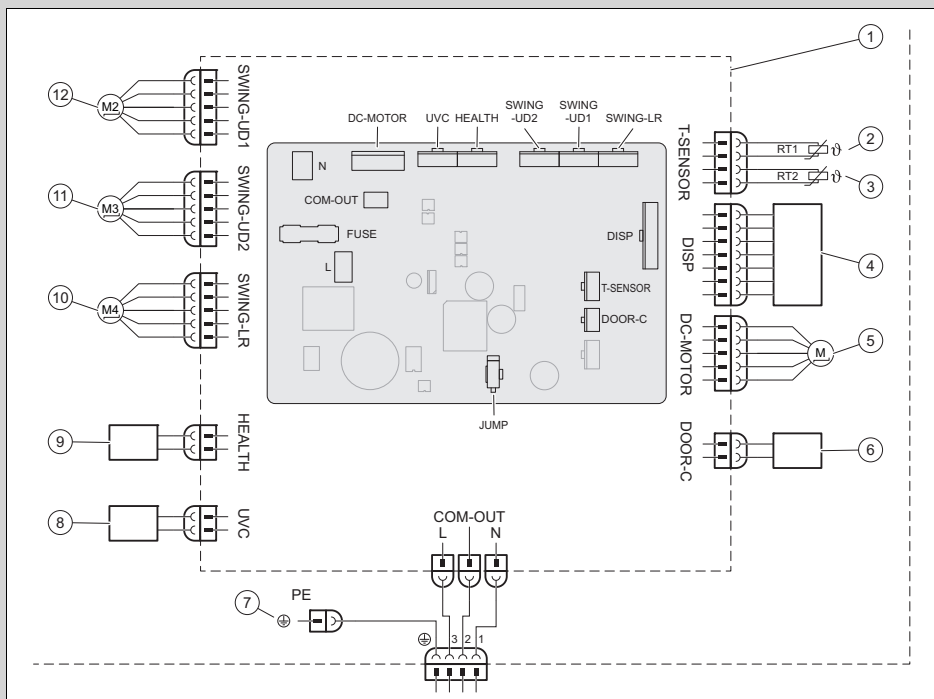 1
12
M2
SWING-UD1
DC-MOTOR
UVC
HEALTH
SWING
-UD2
SWING
-UD1
SWING-LR
T-SENSOR
RT1
ϑ
2
RT2
ϑ
3
N
COM-OUT
FUSE
L
DISP
T-SENSOR
DOOR-C
JUMP
11
M3
SWING-UD2
DISP
4
10
M4
SWING-LR
DC-MOTOR
M
5
9
HEALTH
DOOR-C
6
8
UVC
COM-OUT
L
N
PE
7
3
2
1